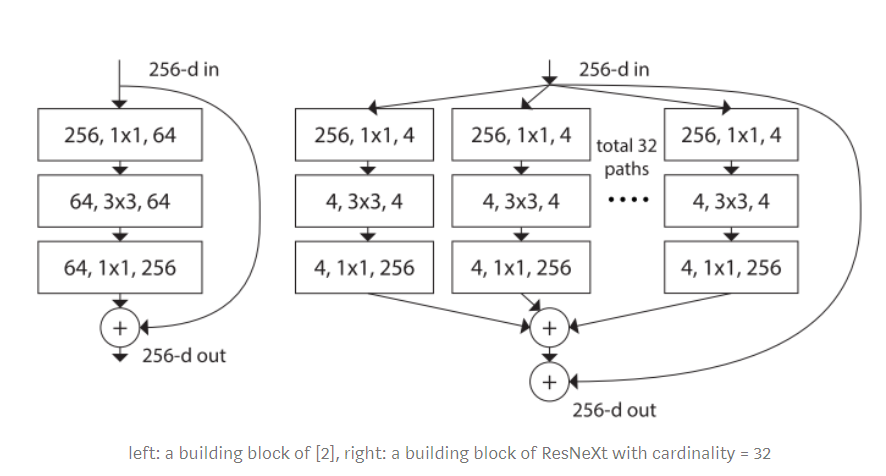 256-d in
256, 1x1, 64
64, 3x3, 64
64, 1x1, 256
+
256-d out
256-d in
256, 1x1, 4
256, 1x1, 4
total 32
paths
256, 1x1, 4
4, 3x3, 4
4, 3x3, 4
....
4, 3x3, 4
4, 1x1, 256
4, 1x1, 256
4, 1x1, 256
+
+
256-d out
left: a building block of [2], right: a building block of ResNeXt with cardinality = 32